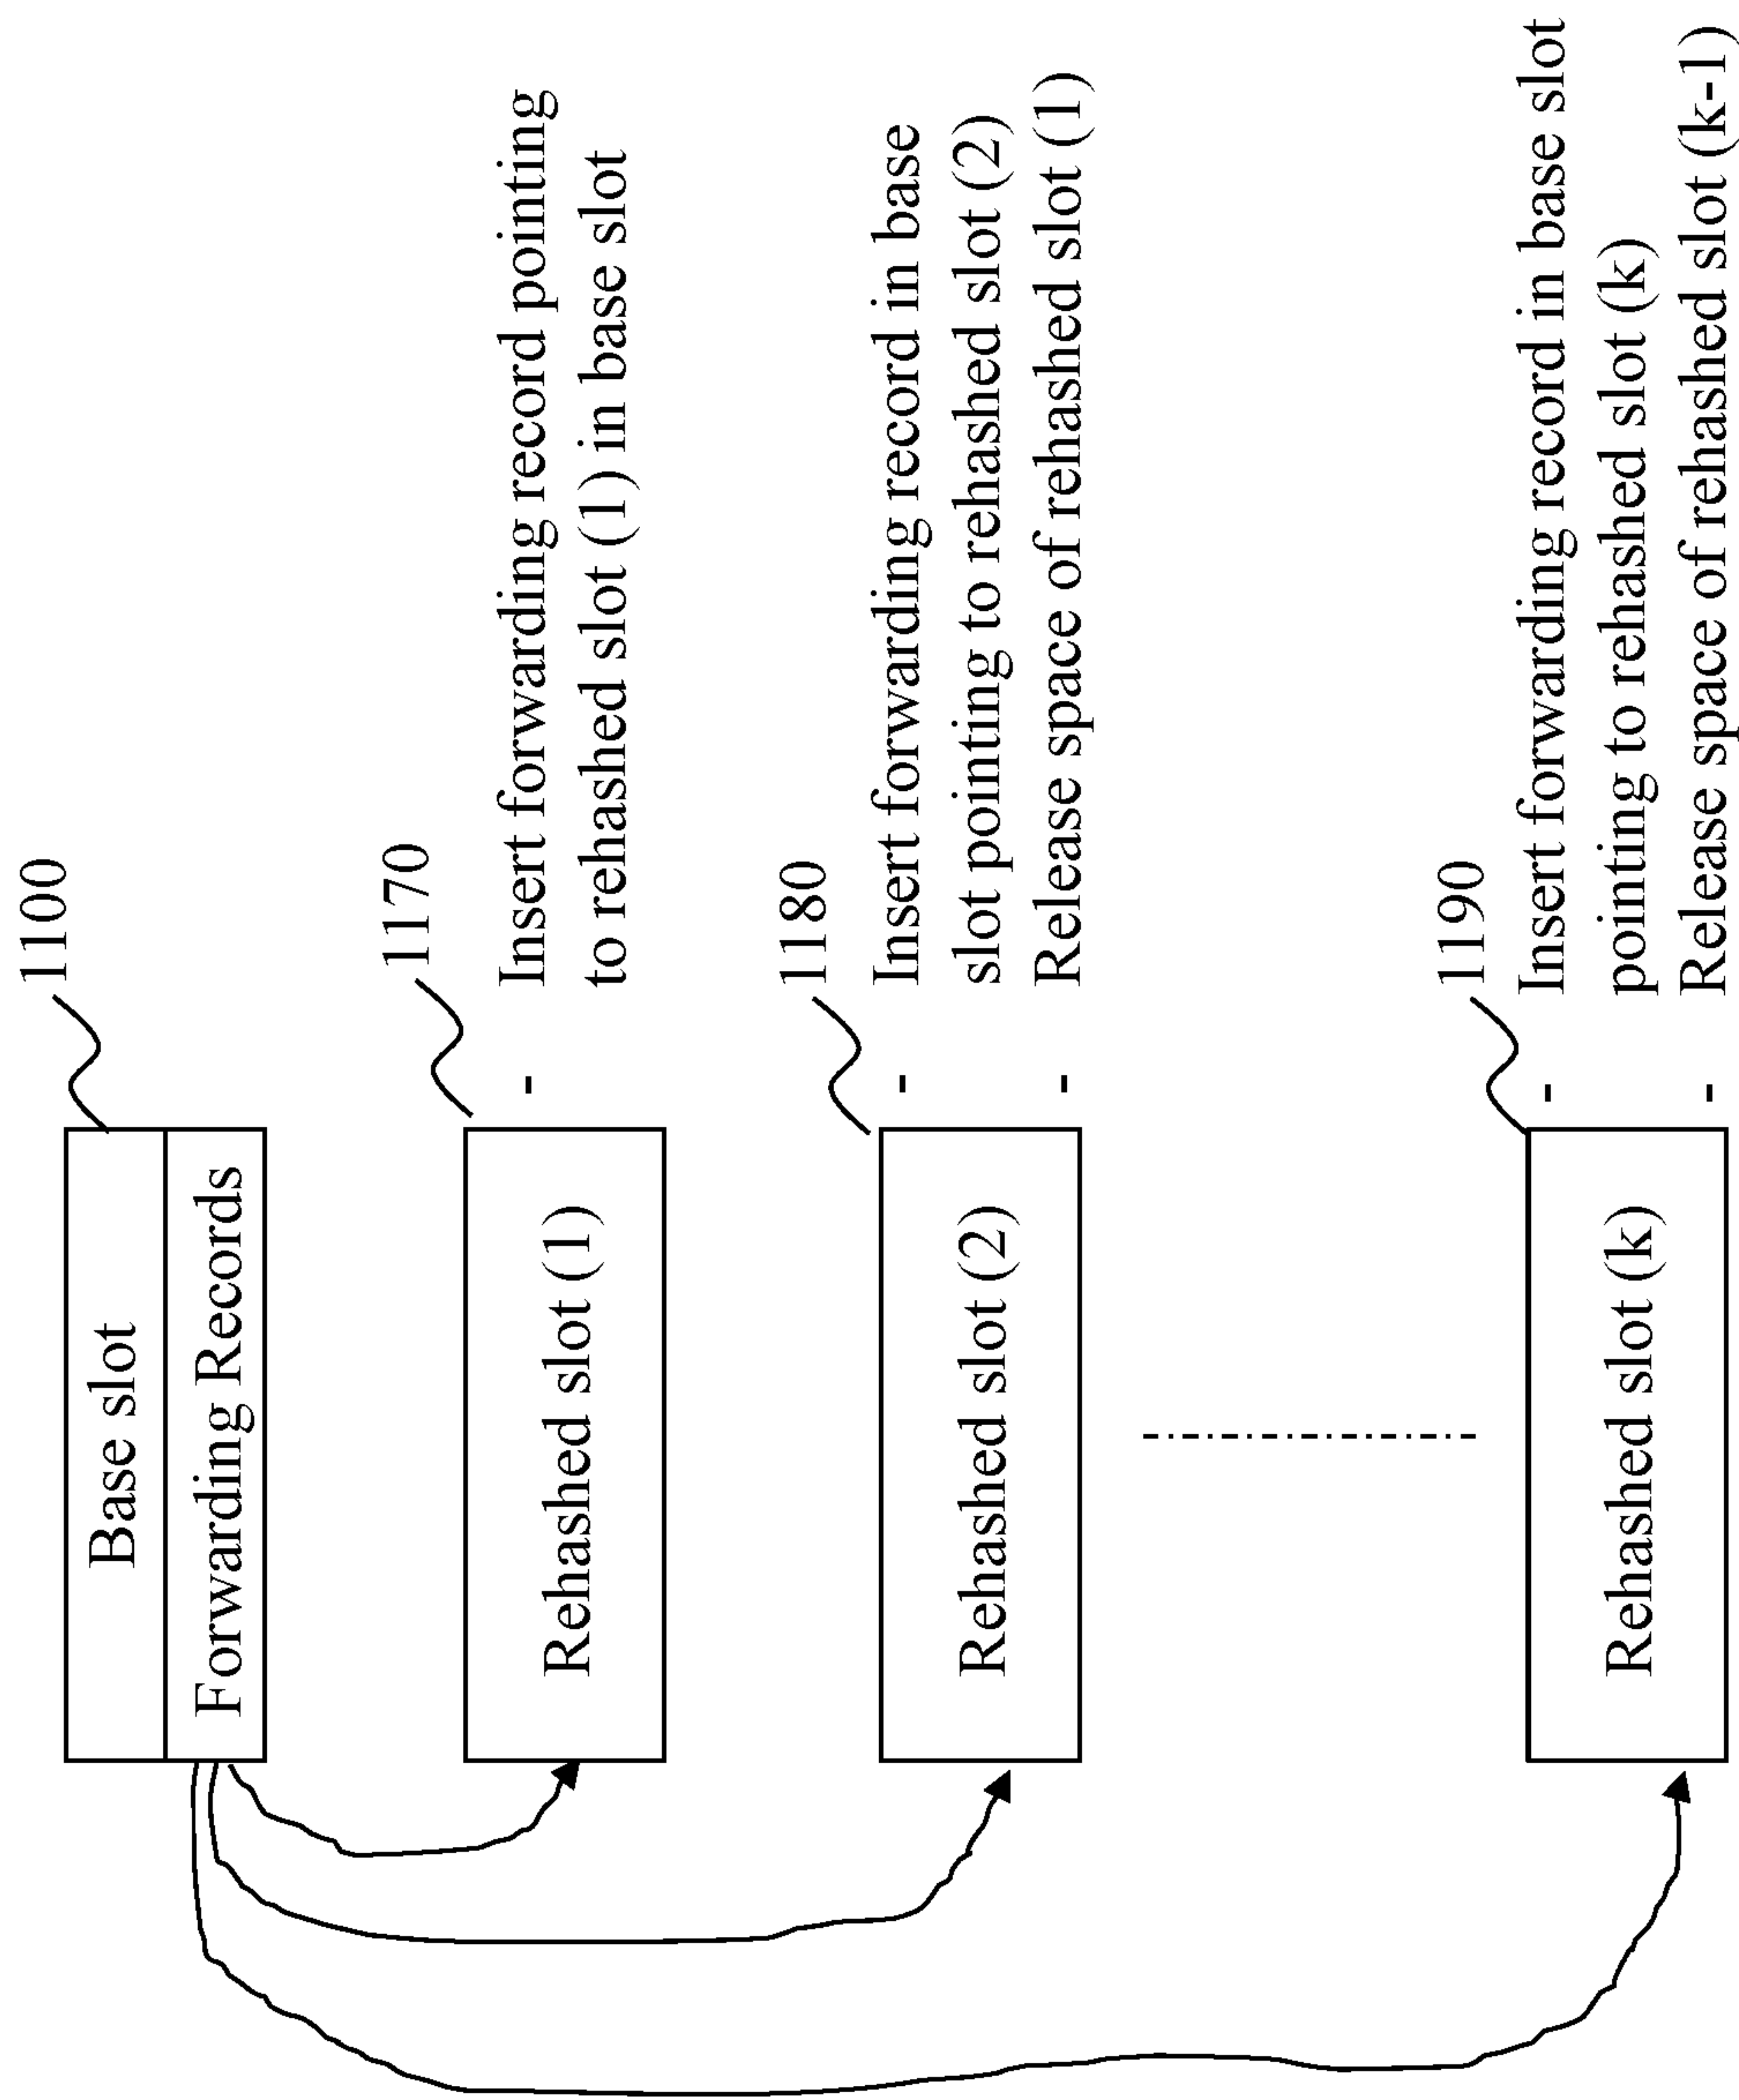 1100
Base slot
Forwarding Records
1170
Rehashed slot (1)
- Insert forwarding record pointing
to rehashed slot (1) in base slot
1180
Rehashed slot (2)
- Insert forwarding record in base
slot pointing to rehashed slot (2)
- Release space of rehashed slot (1)
1190
Rehashed slot (k)
- Insert forwarding record in base slot
pointing to rehashed slot (k)
- Release space of rehashed slot (k-1)